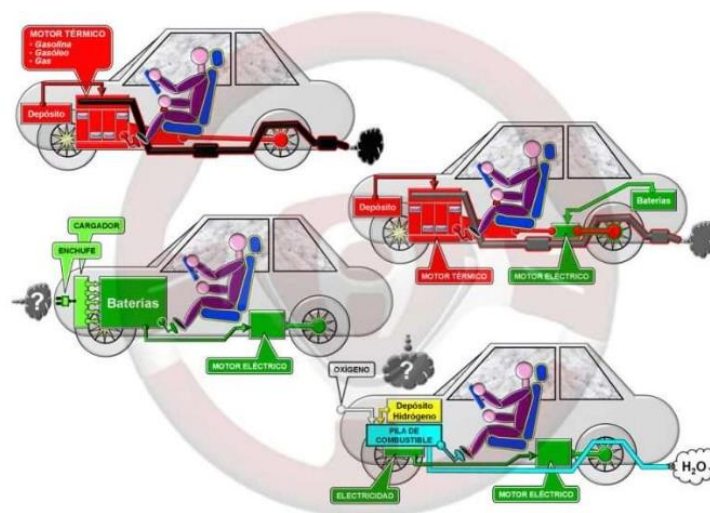 MOTOR TÉRMICO
- Gasolina
- Gasóleo
- Gas
Depósito
Depósito
Baterías
MOTOR TÉRMICO
MOTOR ELÉCTRICO
CARGADOR
ENCHUFE
?
Baterías
MOTOR ELÉCTRICO
?
OXÍGENO
Depósito
Hidrógeno
PILA DE
COMBUSTIBLE
ELECTRICIDAD
MOTOR ELÉCTRICO
H₂O